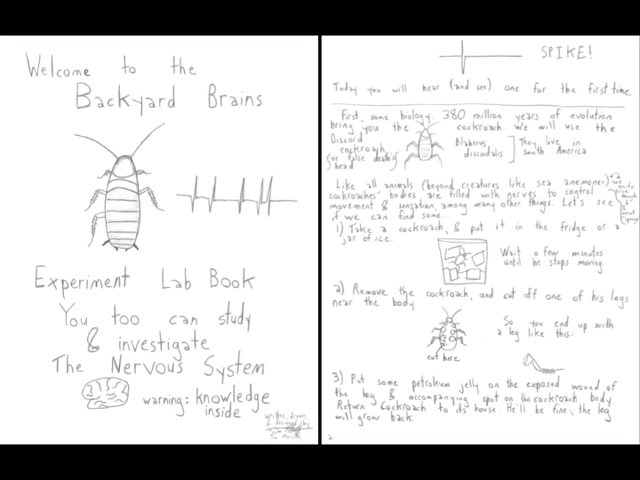 Welcome to the
Backyard Brains
Experiment Lab Book
You too can study
& investigate
The Nervous System
warning: knowledge
inside
written, drawn,
& designed by
SPIKE!
Today you will hear (and see) one for the first time.
First, some biology. 380 million years of evolution
bring you the cockroach. We will use the
Discoid
cockroach
(or false death's
head
Blaberus
discoidalis
They live in
South America
Like all animals (beyond creatures like sea anemones)
cockroaches' bodies are filled with nerves to control
movement & sensation, among many other things. Let's see
if we can find some.
1) Take a cockroach, & put it in the fridge or a
jar of ice.
Wait a few minutes
until he stops moving
2) Remove the cockroach, and cut off one of his legs
near the body
cut here
So you end up with
a leg like this:
3) Put some petroleum jelly on the exposed wound of
the leg & accompanying spot on the cockroach body.
Return Cockroach to its house. He'll be fine; the leg
will grow back.
2